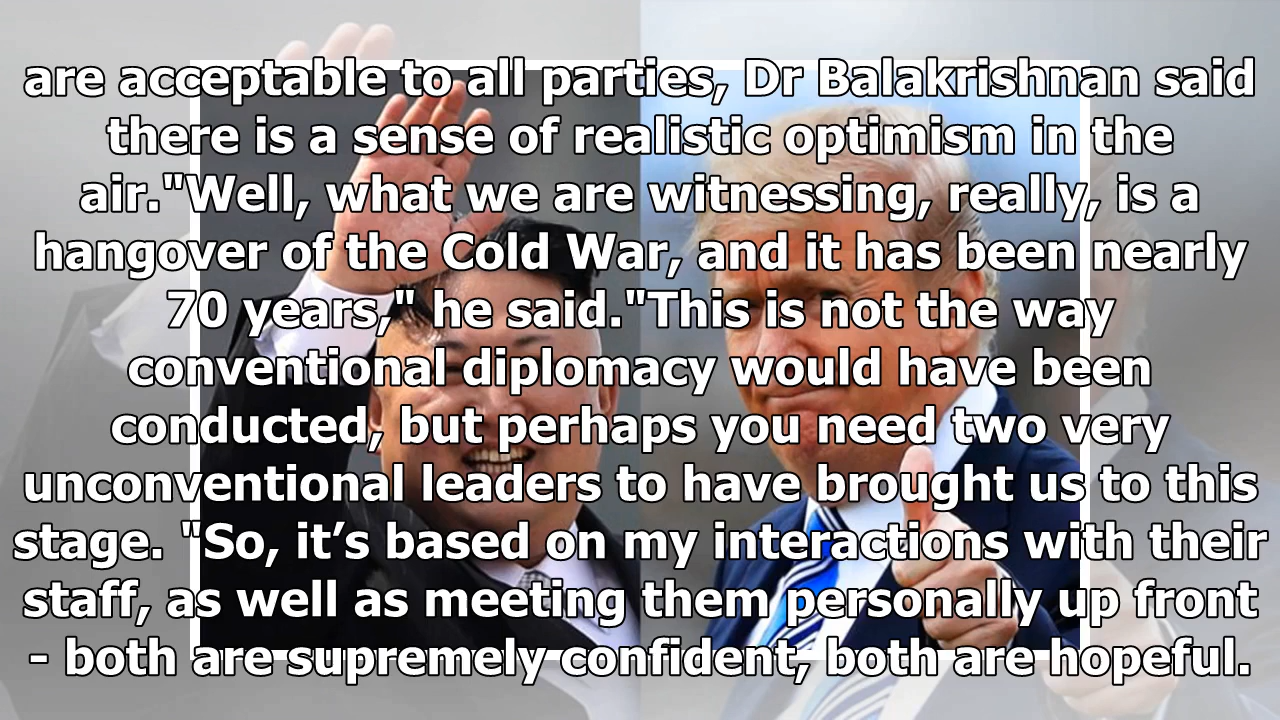 are acceptable to all parties, Dr Balakrishnan said
there is a sense of realistic optimism in the
air."Well, what we are witnessing, really, is a
hangover of the Cold War, and it has been nearly
70 years," he said."This is not the way
conventional diplomacy would have been
conducted, but perhaps you need two very
unconventional leaders to have brought us to this
stage. "So, it’s based on my interactions with their
staff, as well as meeting them personally up front
- both are supremely confident, both are hopeful.